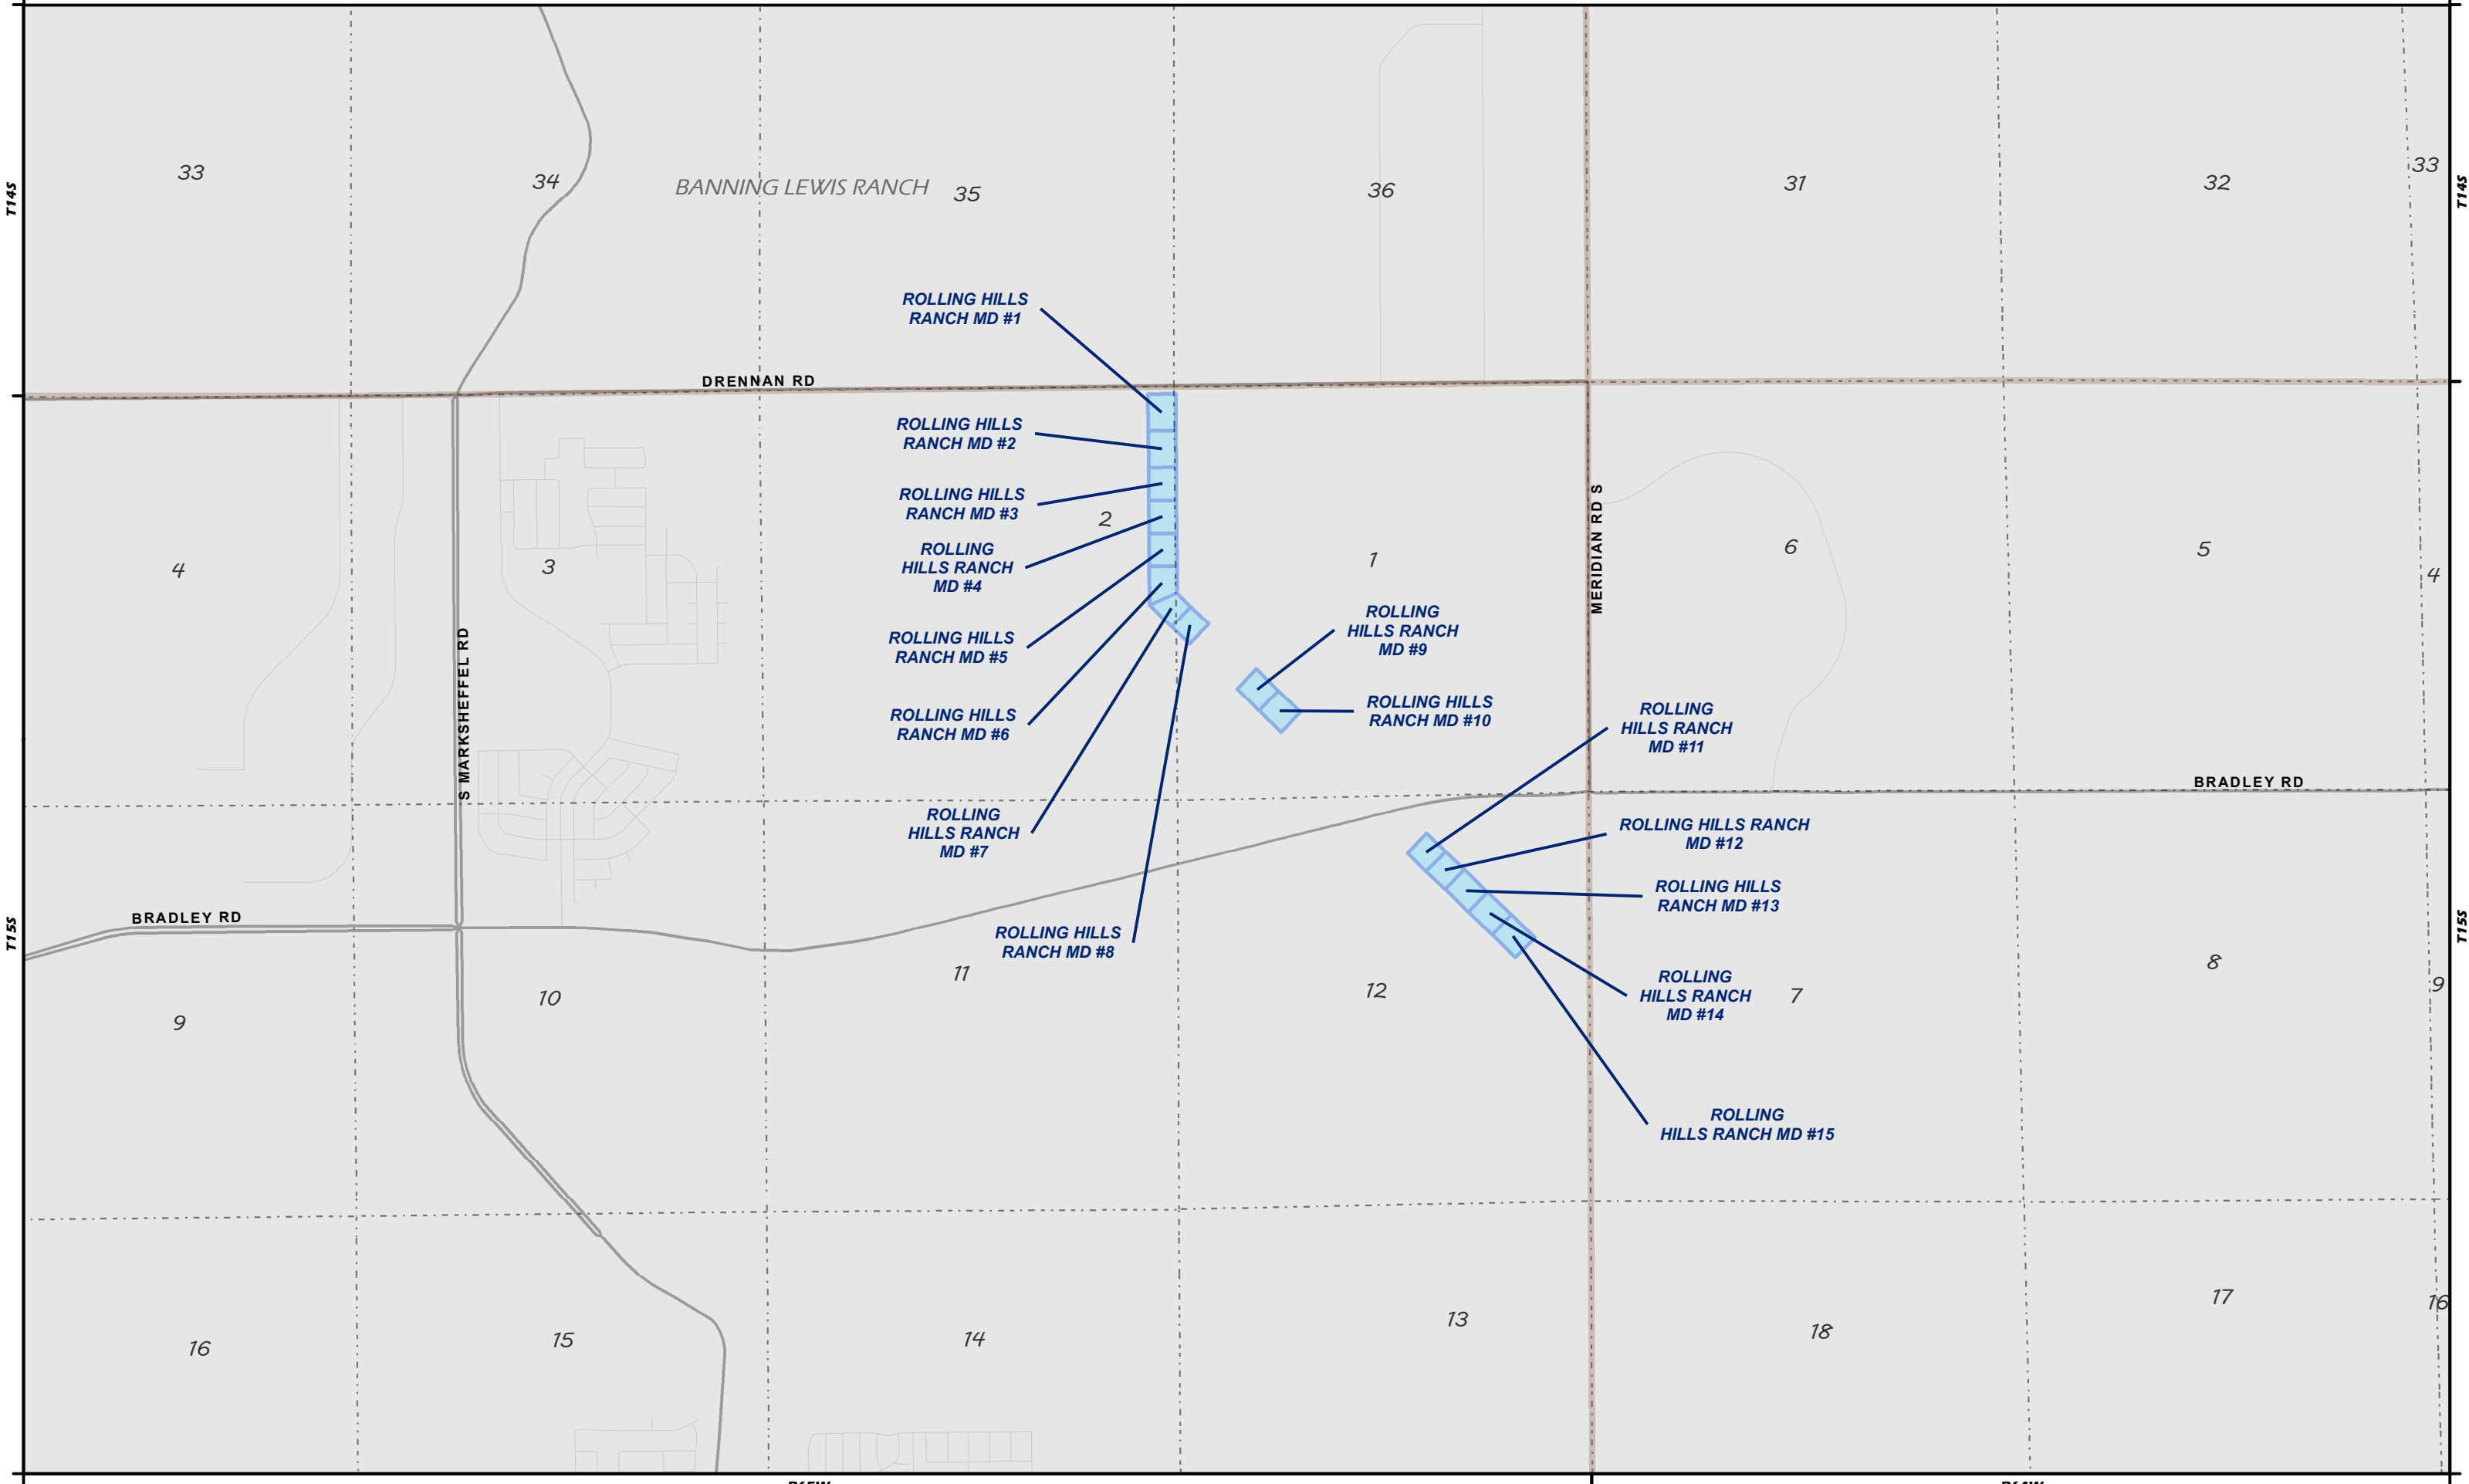 33
34
BANNING LEWIS RANCH
35
36
31
32
33
T14S
T14S
ROLLING HILLS
RANCH MD #1
DRENNAN RD
ROLLING HILLS
RANCH MD #2
ROLLING HILLS
RANCH MD #3
2
ROLLING
HILLS RANCH
MD #4
4
3
1
MERIDIAN RD S
6
5
4
ROLLING HILLS
RANCH MD #5
ROLLING
HILLS RANCH
MD #9
S MARKSHEFFEL RD
ROLLING HILLS
RANCH MD #6
ROLLING HILLS
RANCH MD #10
ROLLING
HILLS RANCH
MD #11
BRADLEY RD
ROLLING
HILLS RANCH
MD #7
ROLLING HILLS RANCH
MD #12
ROLLING HILLS
RANCH MD #13
BRADLEY RD
T15S
T15S
ROLLING HILLS
RANCH MD #8
9
10
11
12
ROLLING
HILLS RANCH
MD #14
7
8
9
ROLLING
HILLS RANCH MD #15
16
15
14
13
18
17
16